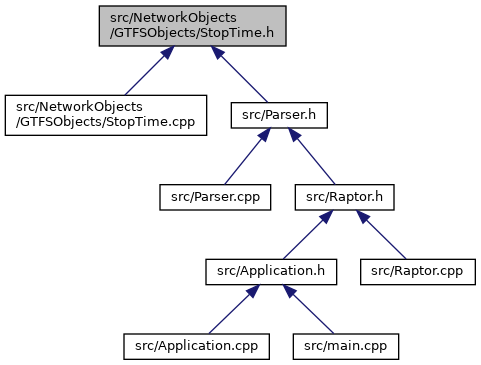 src/NetworkObjects
/GTFSObjects/StopTime.h
src/NetworkObjects
/GTFSObjects/StopTime.cpp
src/Parser.h
src/Parser.cpp
src/Raptor.h
src/Application.h
src/Raptor.cpp
src/Application.cpp
src/main.cpp